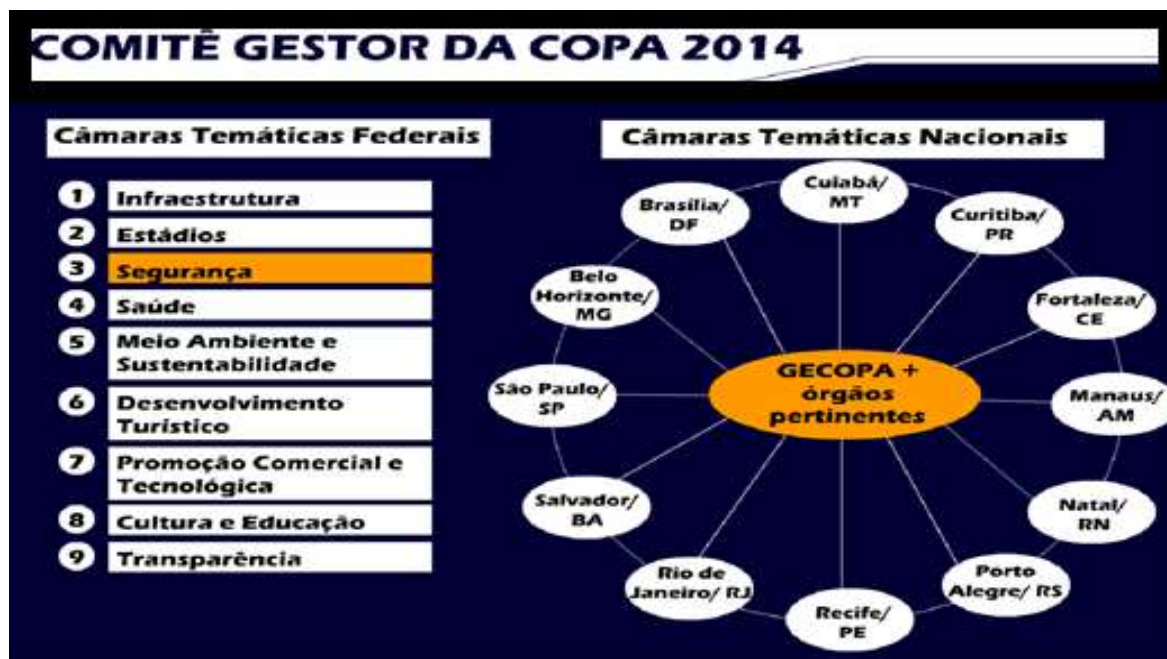 COMITÊ GESTOR DA COPA 2014
Câmaras Temáticas Federais
1 Infraestrutura
2 Estádios
3 Segurança
4 Saúde
5 Meio Ambiente e
Sustentabilidade
6 Desenvolvimento
Turístico
7 Promoção Comercial e
Tecnológica
8 Cultura e Educação
9 Transparência
Câmaras Temáticas Nacionais
Cuiabá/
MT
Curitiba/
PR
Fortaleza/
CE
Manaus/
AM
Natal/
RN
Porto
Alegre/ RS
Recife/
PE
Rio de
Janeiro/ RJ
Salvador/
BA
São Paulo/
SP
Belo
Horizonte/
MG
Brasília/
DF
GECOPA +
órgãos
pertinentes